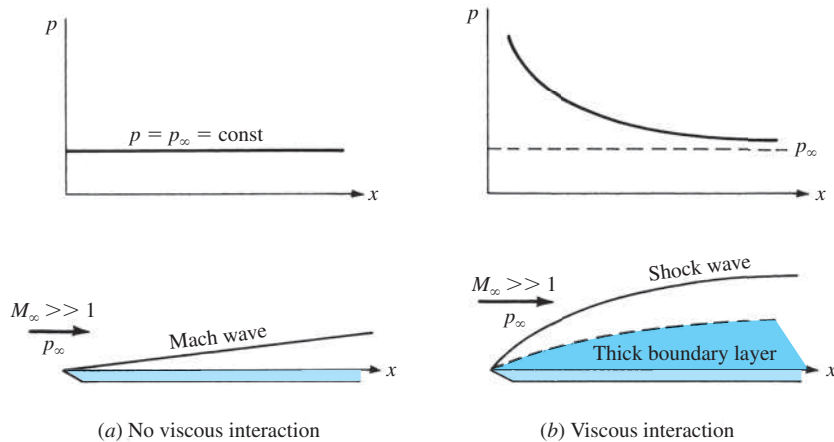 p
p = p∞ = const
x
M∞ >> 1
p∞
Mach wave
x
(a) No viscous interaction
p
p∞
x
M∞ >> 1
p∞
Shock wave
Thick boundary layer
x
(b) Viscous interaction